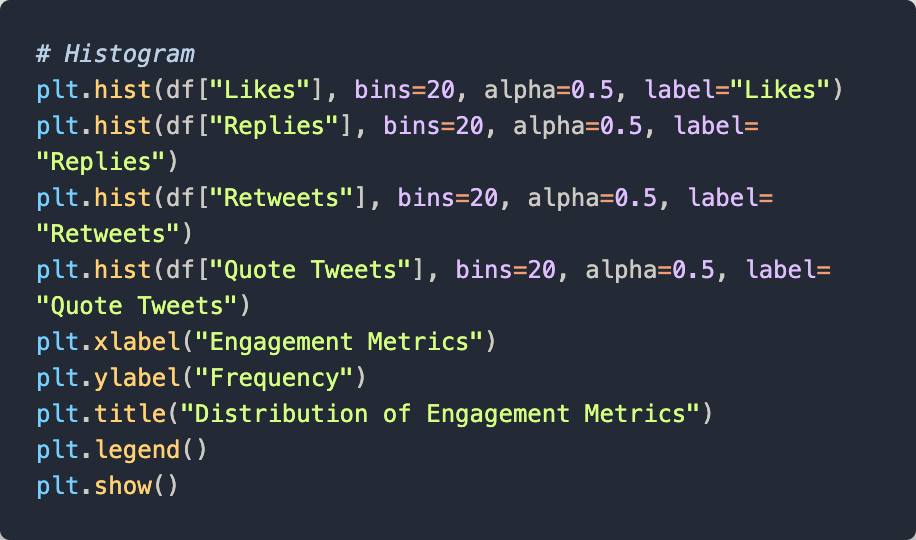 # Histogram
plt.hist(df["Likes"], bins=20, alpha=0.5, label="Likes")
plt.hist(df["Replies"], bins=20, alpha=0.5, label=
"Replies")
plt.hist(df["Retweets"], bins=20, alpha=0.5, label=
"Retweets")
plt.hist(df["Quote Tweets"], bins=20, alpha=0.5, label=
"Quote Tweets")
plt.xlabel("Engagement Metrics")
plt.ylabel("Frequency")
plt.title("Distribution of Engagement Metrics")
plt.legend()
plt.show()